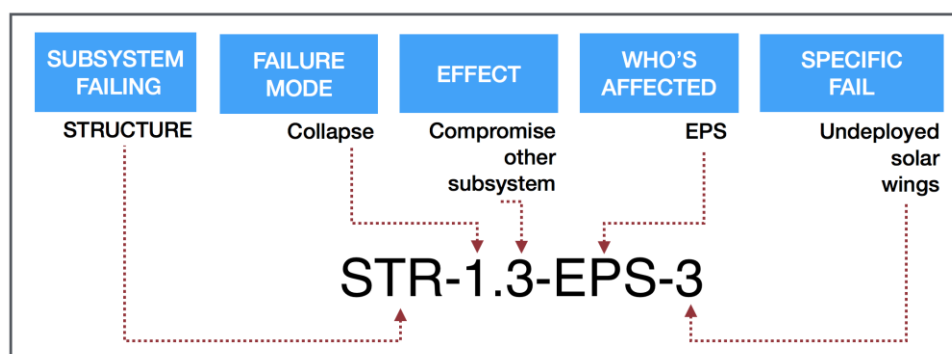 SUBSYSTEM
FAILING
FAILURE
MODE
EFFECT
WHO'S
AFFECTED
SPECIFIC
FAIL
STRUCTURE
Collapse
Compromise
other
subsystem
EPS
Undeployed
solar
wings
STR-1.3-EPS-3